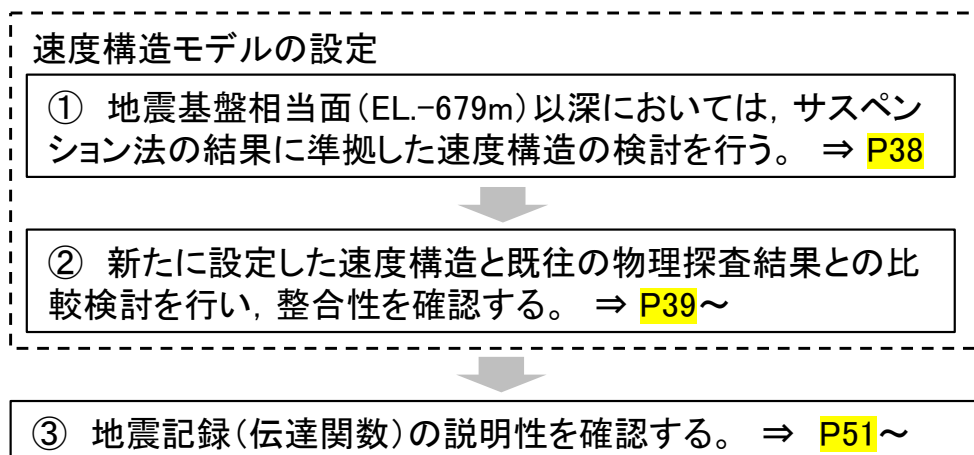 速度構造モデルの設定
① 地震基盤相当面(EL.-679m)以深においては，サスペン
ション法の結果に準拠した速度構造の検討を行う。 ⇒ P38
② 新たに設定した速度構造と既往の物理探査結果との比
較検討を行い，整合性を確認する。 ⇒ P39～
③ 地震記録(伝達関数)の説明性を確認する。 ⇒ P51～